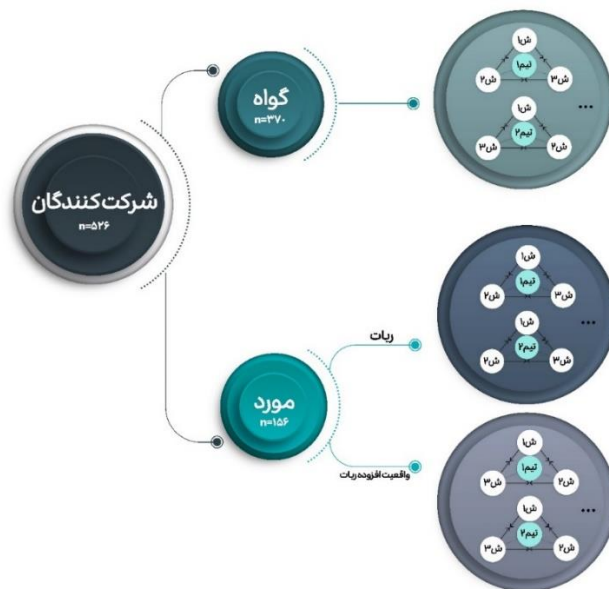 شرکت‌کنندگان
n=۵۲۶
گواه
n=۳۷۰
ش۱
تیم۱
ش۳ ش۲
ش۱
تیم۲
ش۲ ش۳
...
مورد
n=۱۵۶
ربات
ش۱
تیم۱
ش۳ ش۲
ش۱
تیم۲
ش۳ ش۲
...
واقعیت افزوده ربات
ش۱
تیم۱
ش۲ ش۳
ش۱
تیم۲
ش۲ ش۳
...